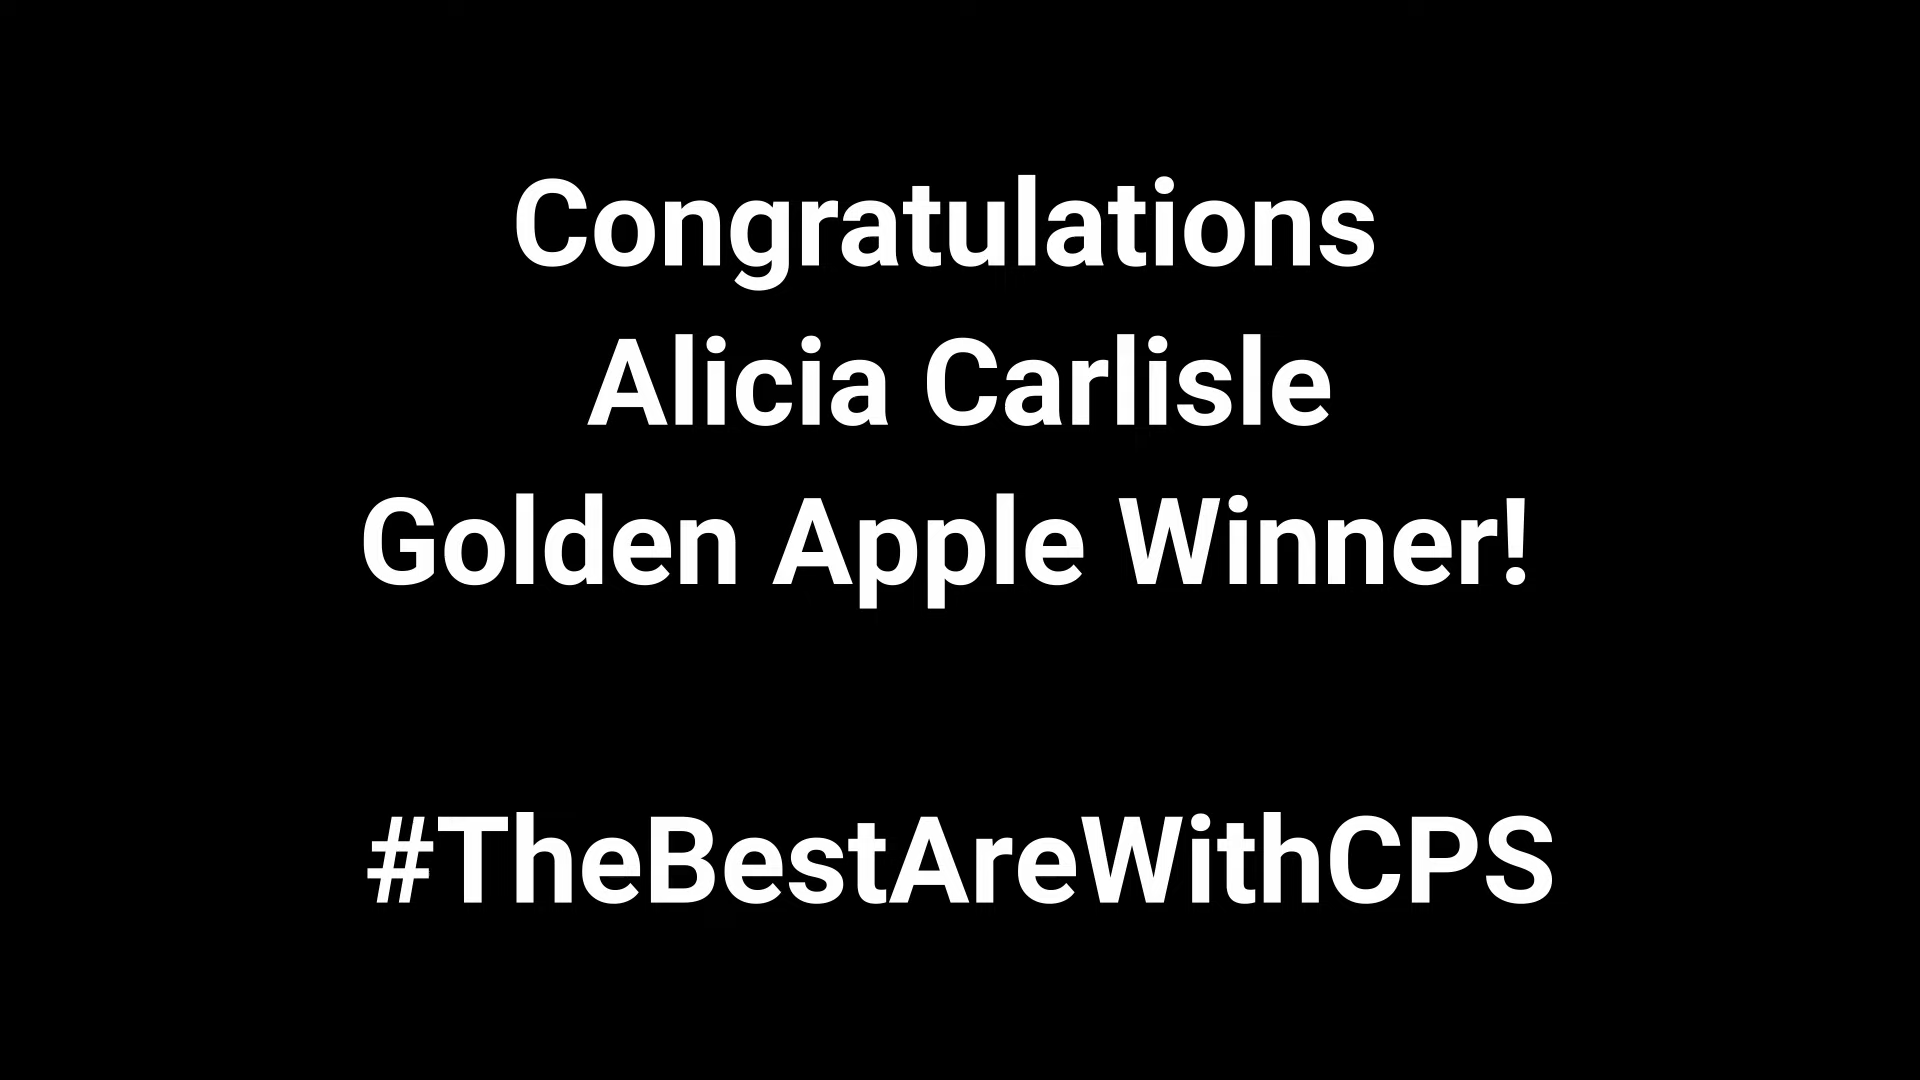 Congratulations
Alicia Carlisle
Golden Apple Winner!
#TheBestAreWithCPS